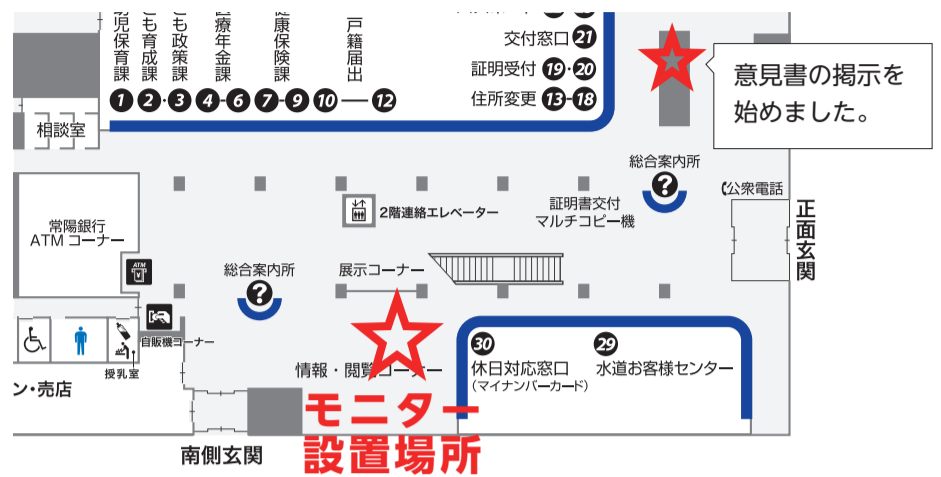 児保育課
も育成課
も政策課
療年金課
康保険課
戸籍届出
1 2・3 4-6 7-9 10 — 12
交付窓口 21
証明受付 19・20
住所変更 13-18
意見書の掲示を
始めました。
相談室
総合案内所
?
公衆電話
正面玄関
証明書交付
マルチコピー機
2階連絡エレベーター
常陽銀行
ATM コーナー
ATM
総合案内所
?
展示コーナー
自販機コーナー
授乳室
ン・売店
情報・閲覧コーナー
モニター
設置場所
30
休日対応窓口
(マイナンバーカード)
29
水道お客様センター
南側玄関